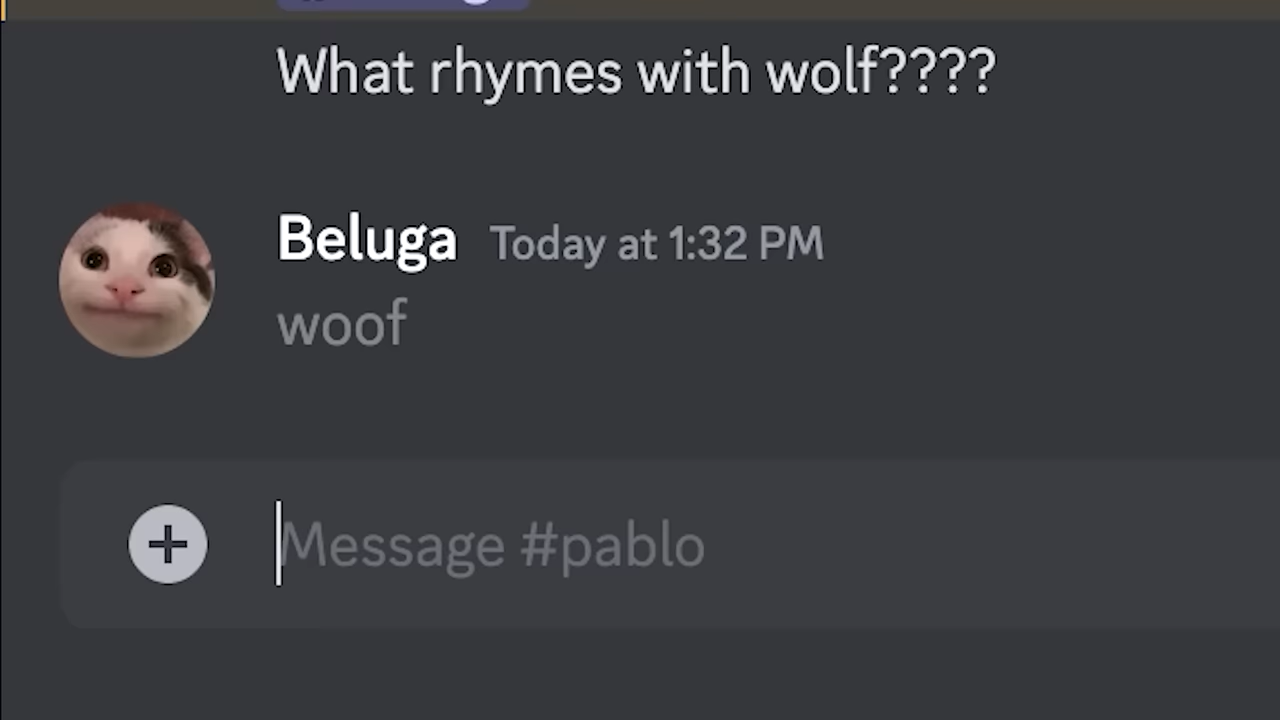 What rhymes with wolf????
Beluga Today at 1:32 PM
woof
Message #pablo